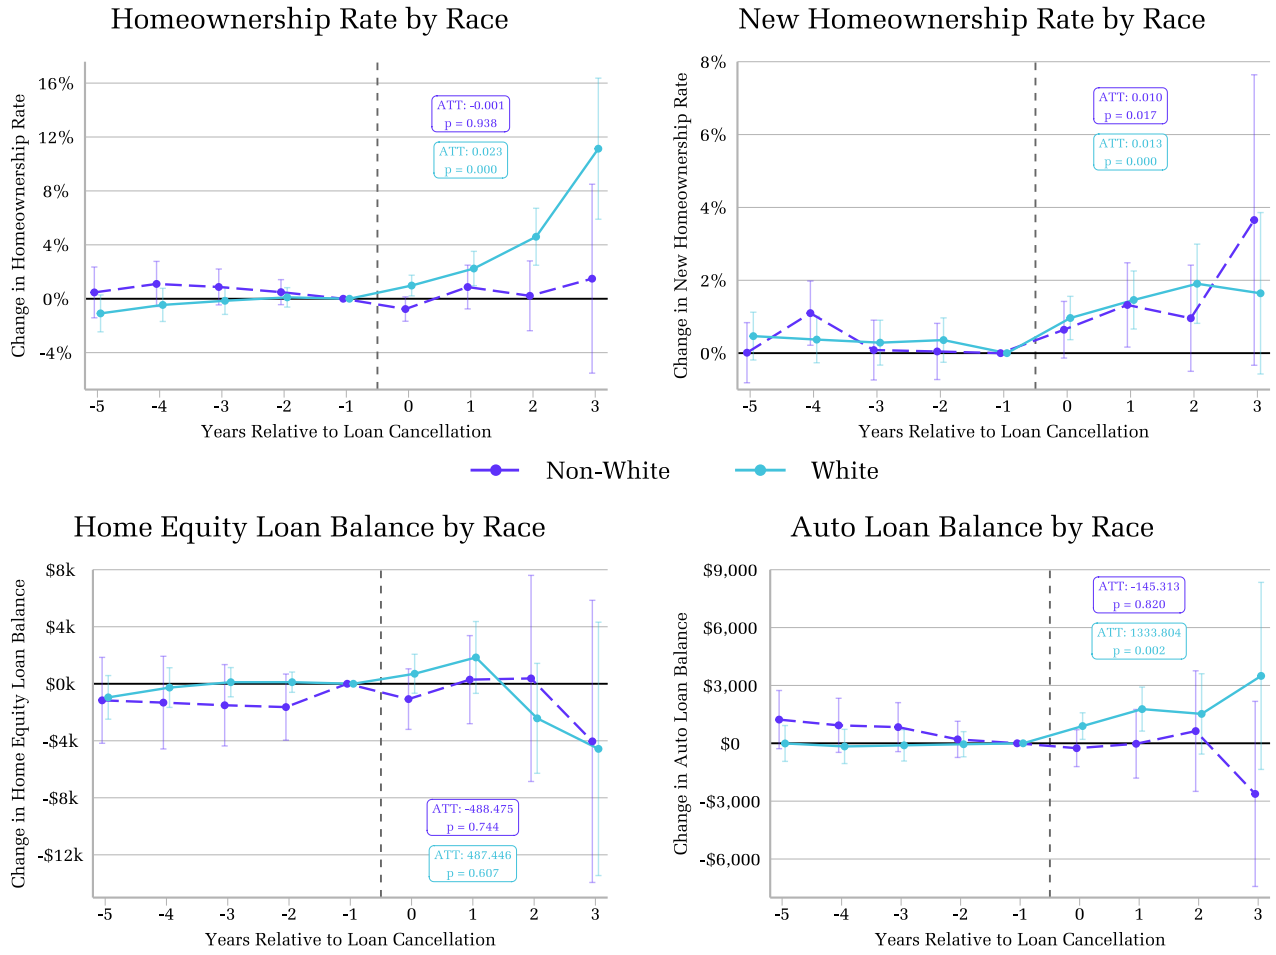 Homeownership Rate by Race
Change in Homeownership Rate
16%
12%
8%
4%
0%
-4%
ATT: -0.001
p = 0.938
ATT: 0.023
p = 0.000
-5 -4 -3 -2 -1 0 1 2 3
Years Relative to Loan Cancellation
New Homeownership Rate by Race
Change in New Homeownership Rate
8%
6%
4%
2%
0%
ATT: 0.010
p = 0.017
ATT: 0.013
p = 0.000
-5 -4 -3 -2 -1 0 1 2 3
Years Relative to Loan Cancellation
Non-White White
Home Equity Loan Balance by Race
Change in Home Equity Loan Balance
$8k
$4k
$0k
-$4k
-$8k
-$12k
ATT: -488.475
p = 0.744
ATT: 487.446
p = 0.607
-5 -4 -3 -2 -1 0 1 2 3
Years Relative to Loan Cancellation
Auto Loan Balance by Race
Change in Auto Loan Balance
$9,000
$6,000
$3,000
$0
-$3,000
-$6,000
ATT: -145.313
p = 0.820
ATT: 1333.804
p = 0.002
-5 -4 -3 -2 -1 0 1 2 3
Years Relative to Loan Cancellation